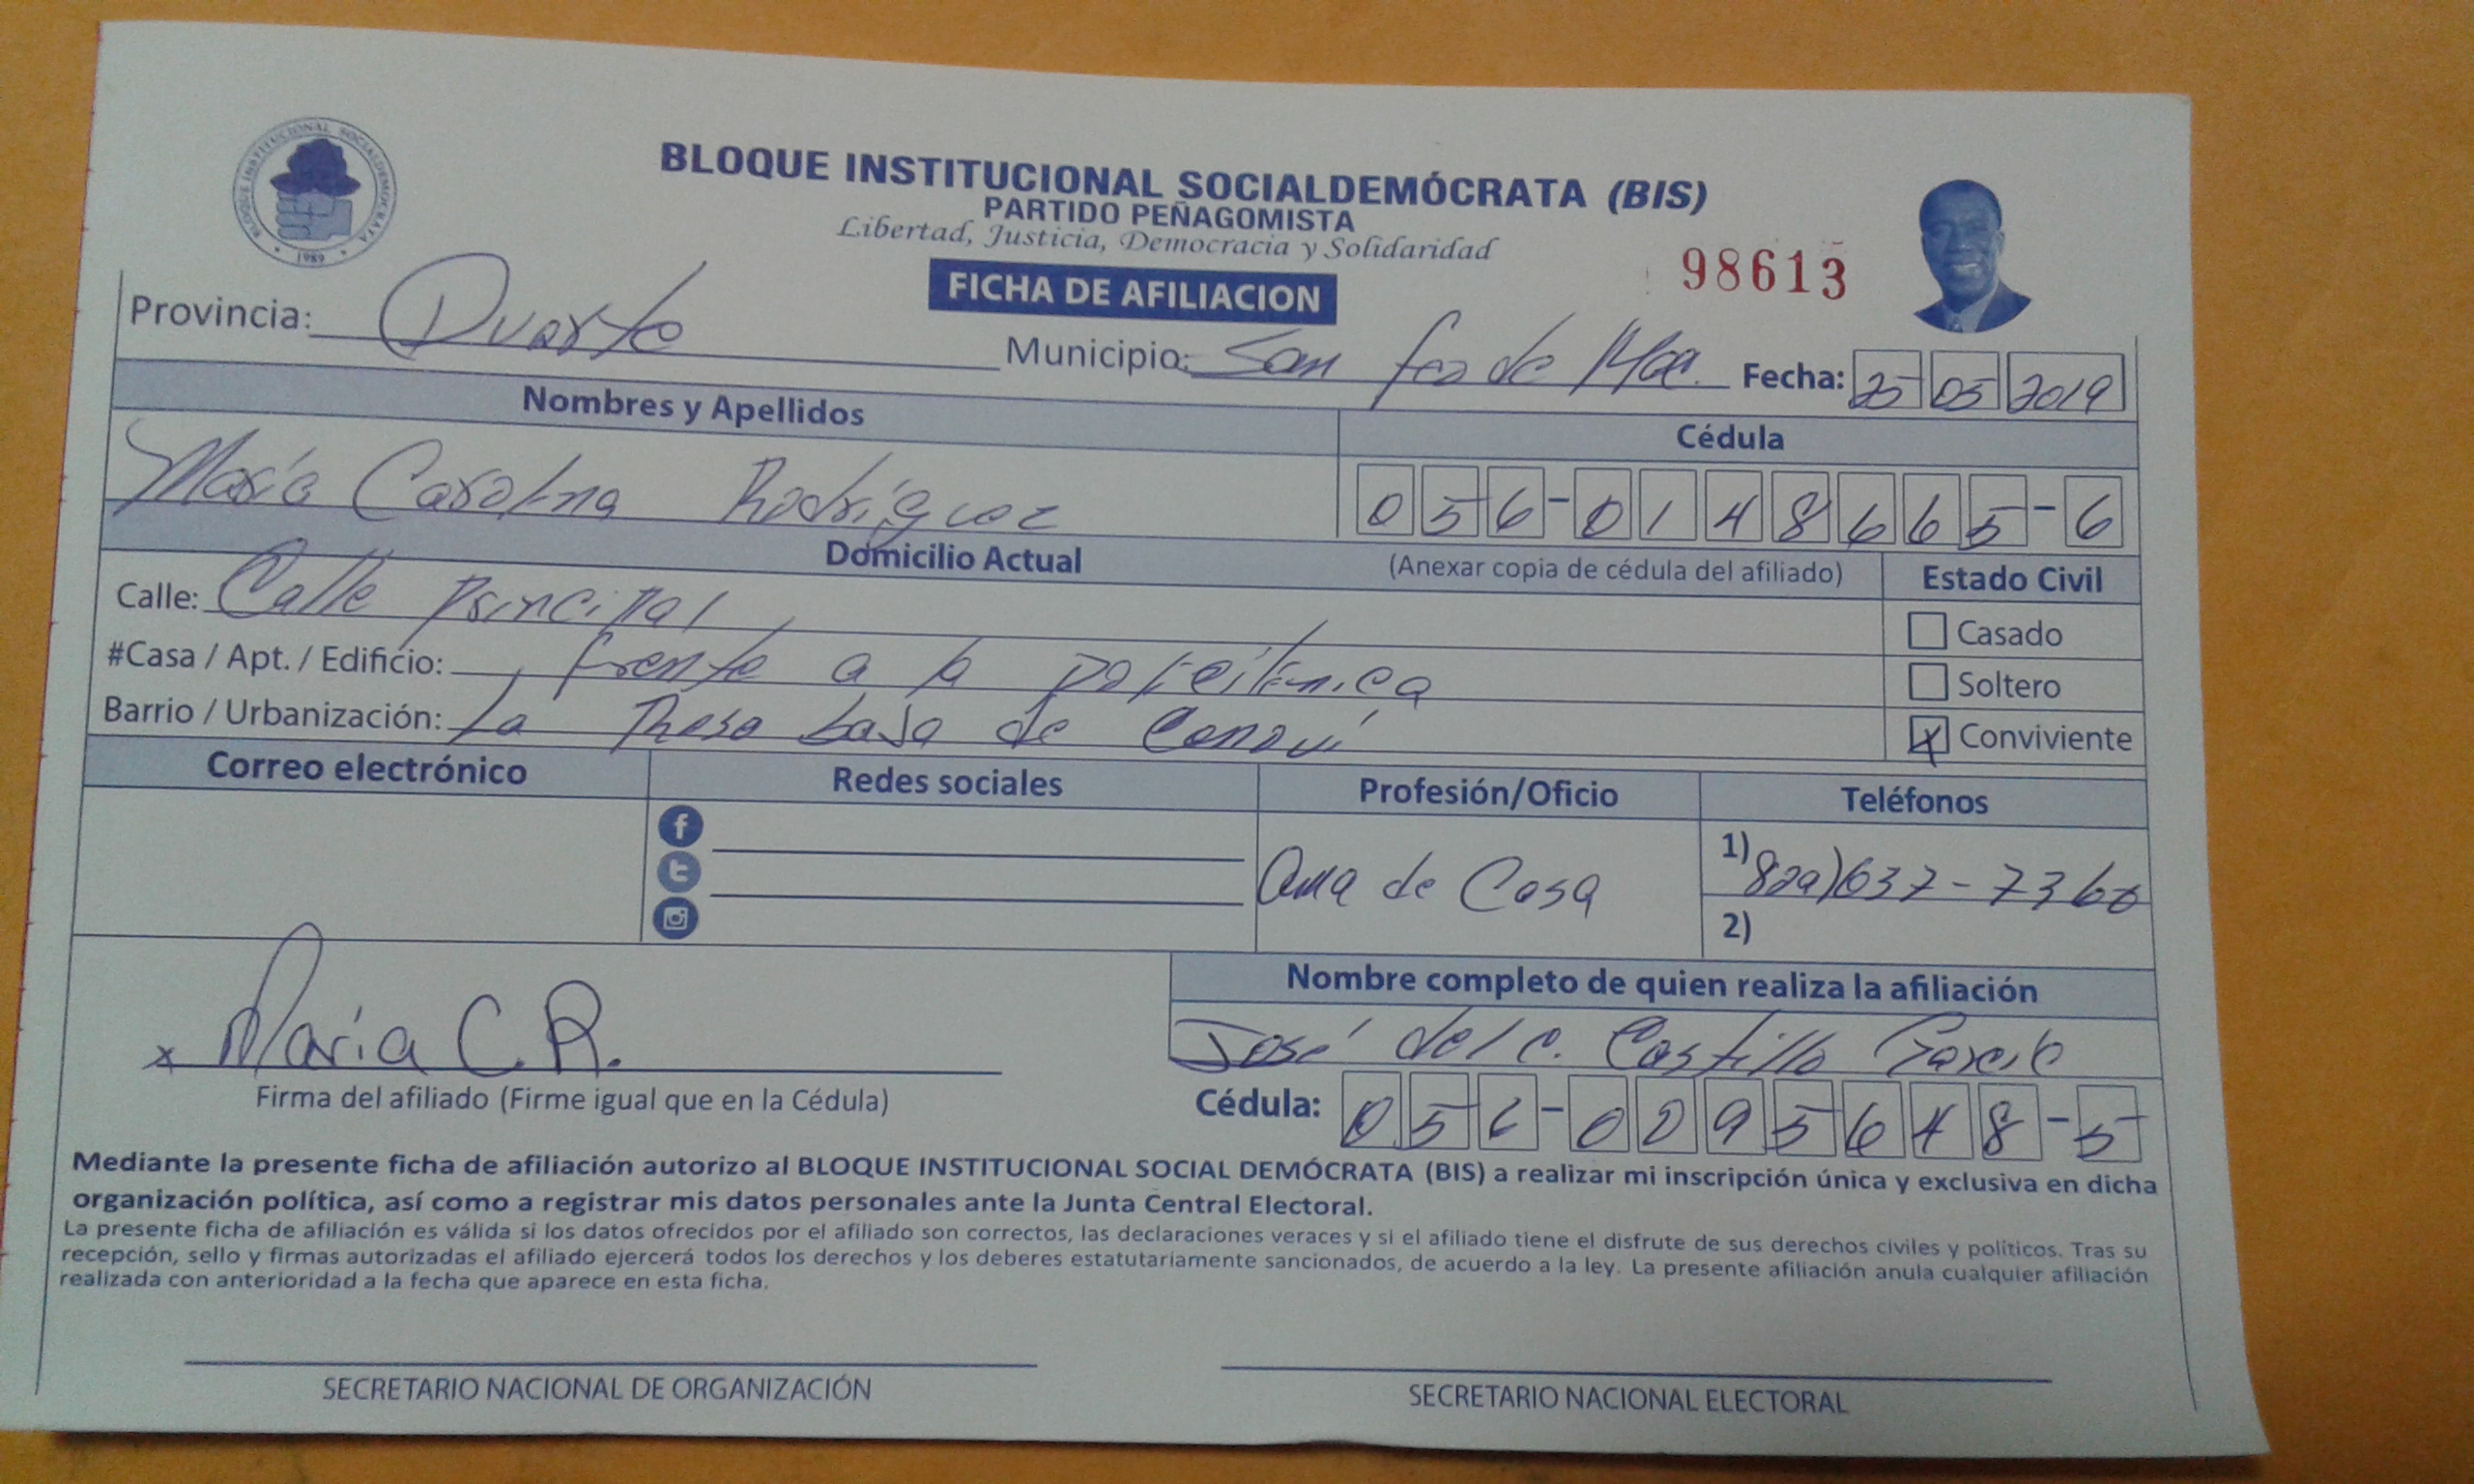 BLOQUE INSTITUCIONAL SOCIALDEMÓCRATA
1989
BLOQUE INSTITUCIONAL SOCIALDEMÓCRATA (BIS)
PARTIDO PEÑAGOMISTA
Libertad, Justicia, Democracia y Solidaridad
FICHA DE AFILIACION
98613
Provincia: Duarte
Municipio: San fco de Mac. Fecha: 25 05 2019
Nombres y Apellidos
Cédula
María Carolina Rodríguez
056-0148665-6
Domicilio Actual
(Anexar copia de cédula del afiliado)
Estado Civil
Calle: Calle Principal
Casado
#Casa / Apt. / Edificio: frente a la
Soltero
Barrio / Urbanización: La Presa baja de Cenoví
X Conviviente
Correo electrónico
Redes sociales
Profesión/Oficio
Teléfonos
Ama de Casa
1) 829)637-7360
2)
Nombre completo de quien realiza la afiliación
José del C. Castillo García
x María C.R.
Firma del afiliado (Firme igual que en la Cédula)
Cédula: 056-0095648-5
Mediante la presente ficha de afiliación autorizo al BLOQUE INSTITUCIONAL SOCIAL DEMÓCRATA (BIS) a realizar mi inscripción única y exclusiva en dicha
organización política, así como a registrar mis datos personales ante la Junta Central Electoral.
La presente ficha de afiliación es válida si los datos ofrecidos por el afiliado son correctos, las declaraciones veraces y si el afiliado tiene el disfrute de sus derechos civiles y políticos. Tras su
recepción, sello y firmas autorizadas el afiliado ejercerá todos los derechos y los deberes estatutariamente sancionados, de acuerdo a la ley. La presente afiliación anula cualquier afiliación
realizada con anterioridad a la fecha que aparece en esta ficha.
SECRETARIO NACIONAL DE ORGANIZACIÓN
SECRETARIO NACIONAL ELECTORAL